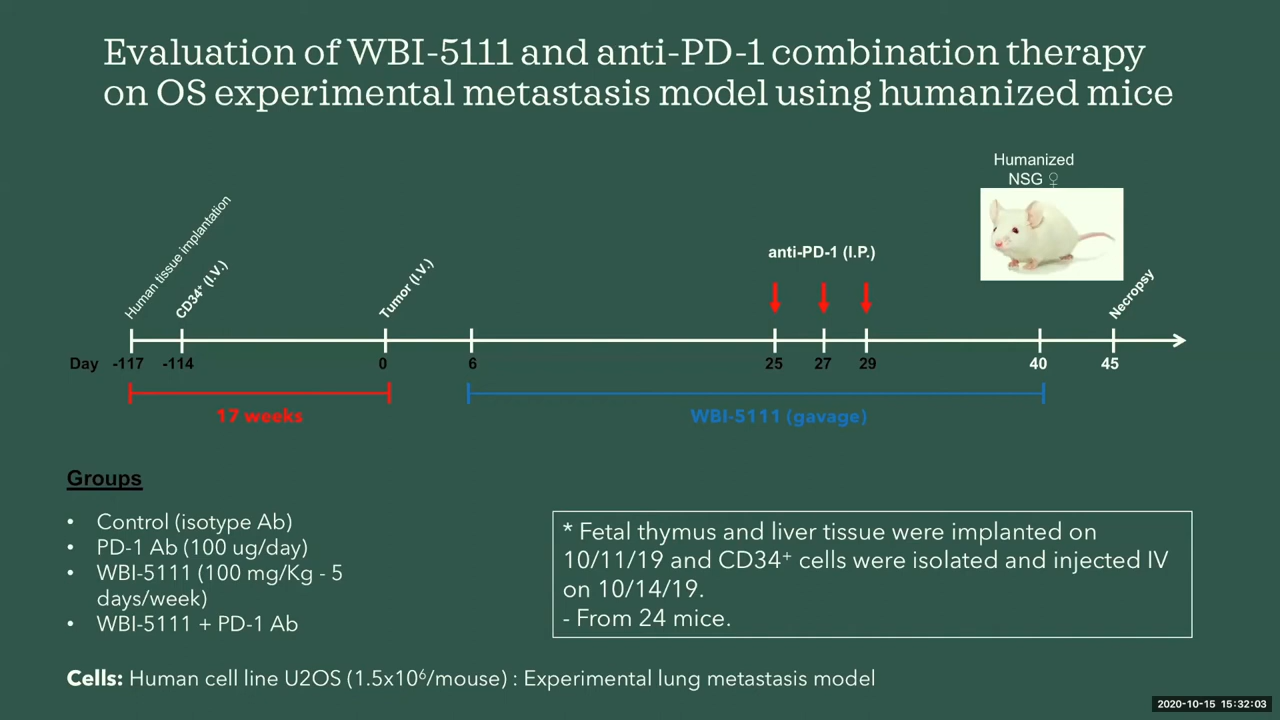 Evaluation of WBI-5111 and anti-PD-1 combination therapy
on OS experimental metastasis model using humanized mice
Humanized
NSG ♀
Human tissue implantation
CD34⁺ (I.V.)
Tumor (I.V.)
anti-PD-1 (I.P.)
Necropsy
Day -117 -114 0 6 25 27 29 40 45
17 weeks
WBI-5111 (gavage)
Groups
• Control (isotype Ab)
• PD-1 Ab (100 ug/day)
• WBI-5111 (100 mg/Kg - 5
days/week)
• WBI-5111 + PD-1 Ab
* Fetal thymus and liver tissue were implanted on
10/11/19 and CD34⁺ cells were isolated and injected IV
on 10/14/19.
- From 24 mice.
Cells: Human cell line U2OS (1.5x10⁶/mouse) : Experimental lung metastasis model
2020-10-15 15:32:03